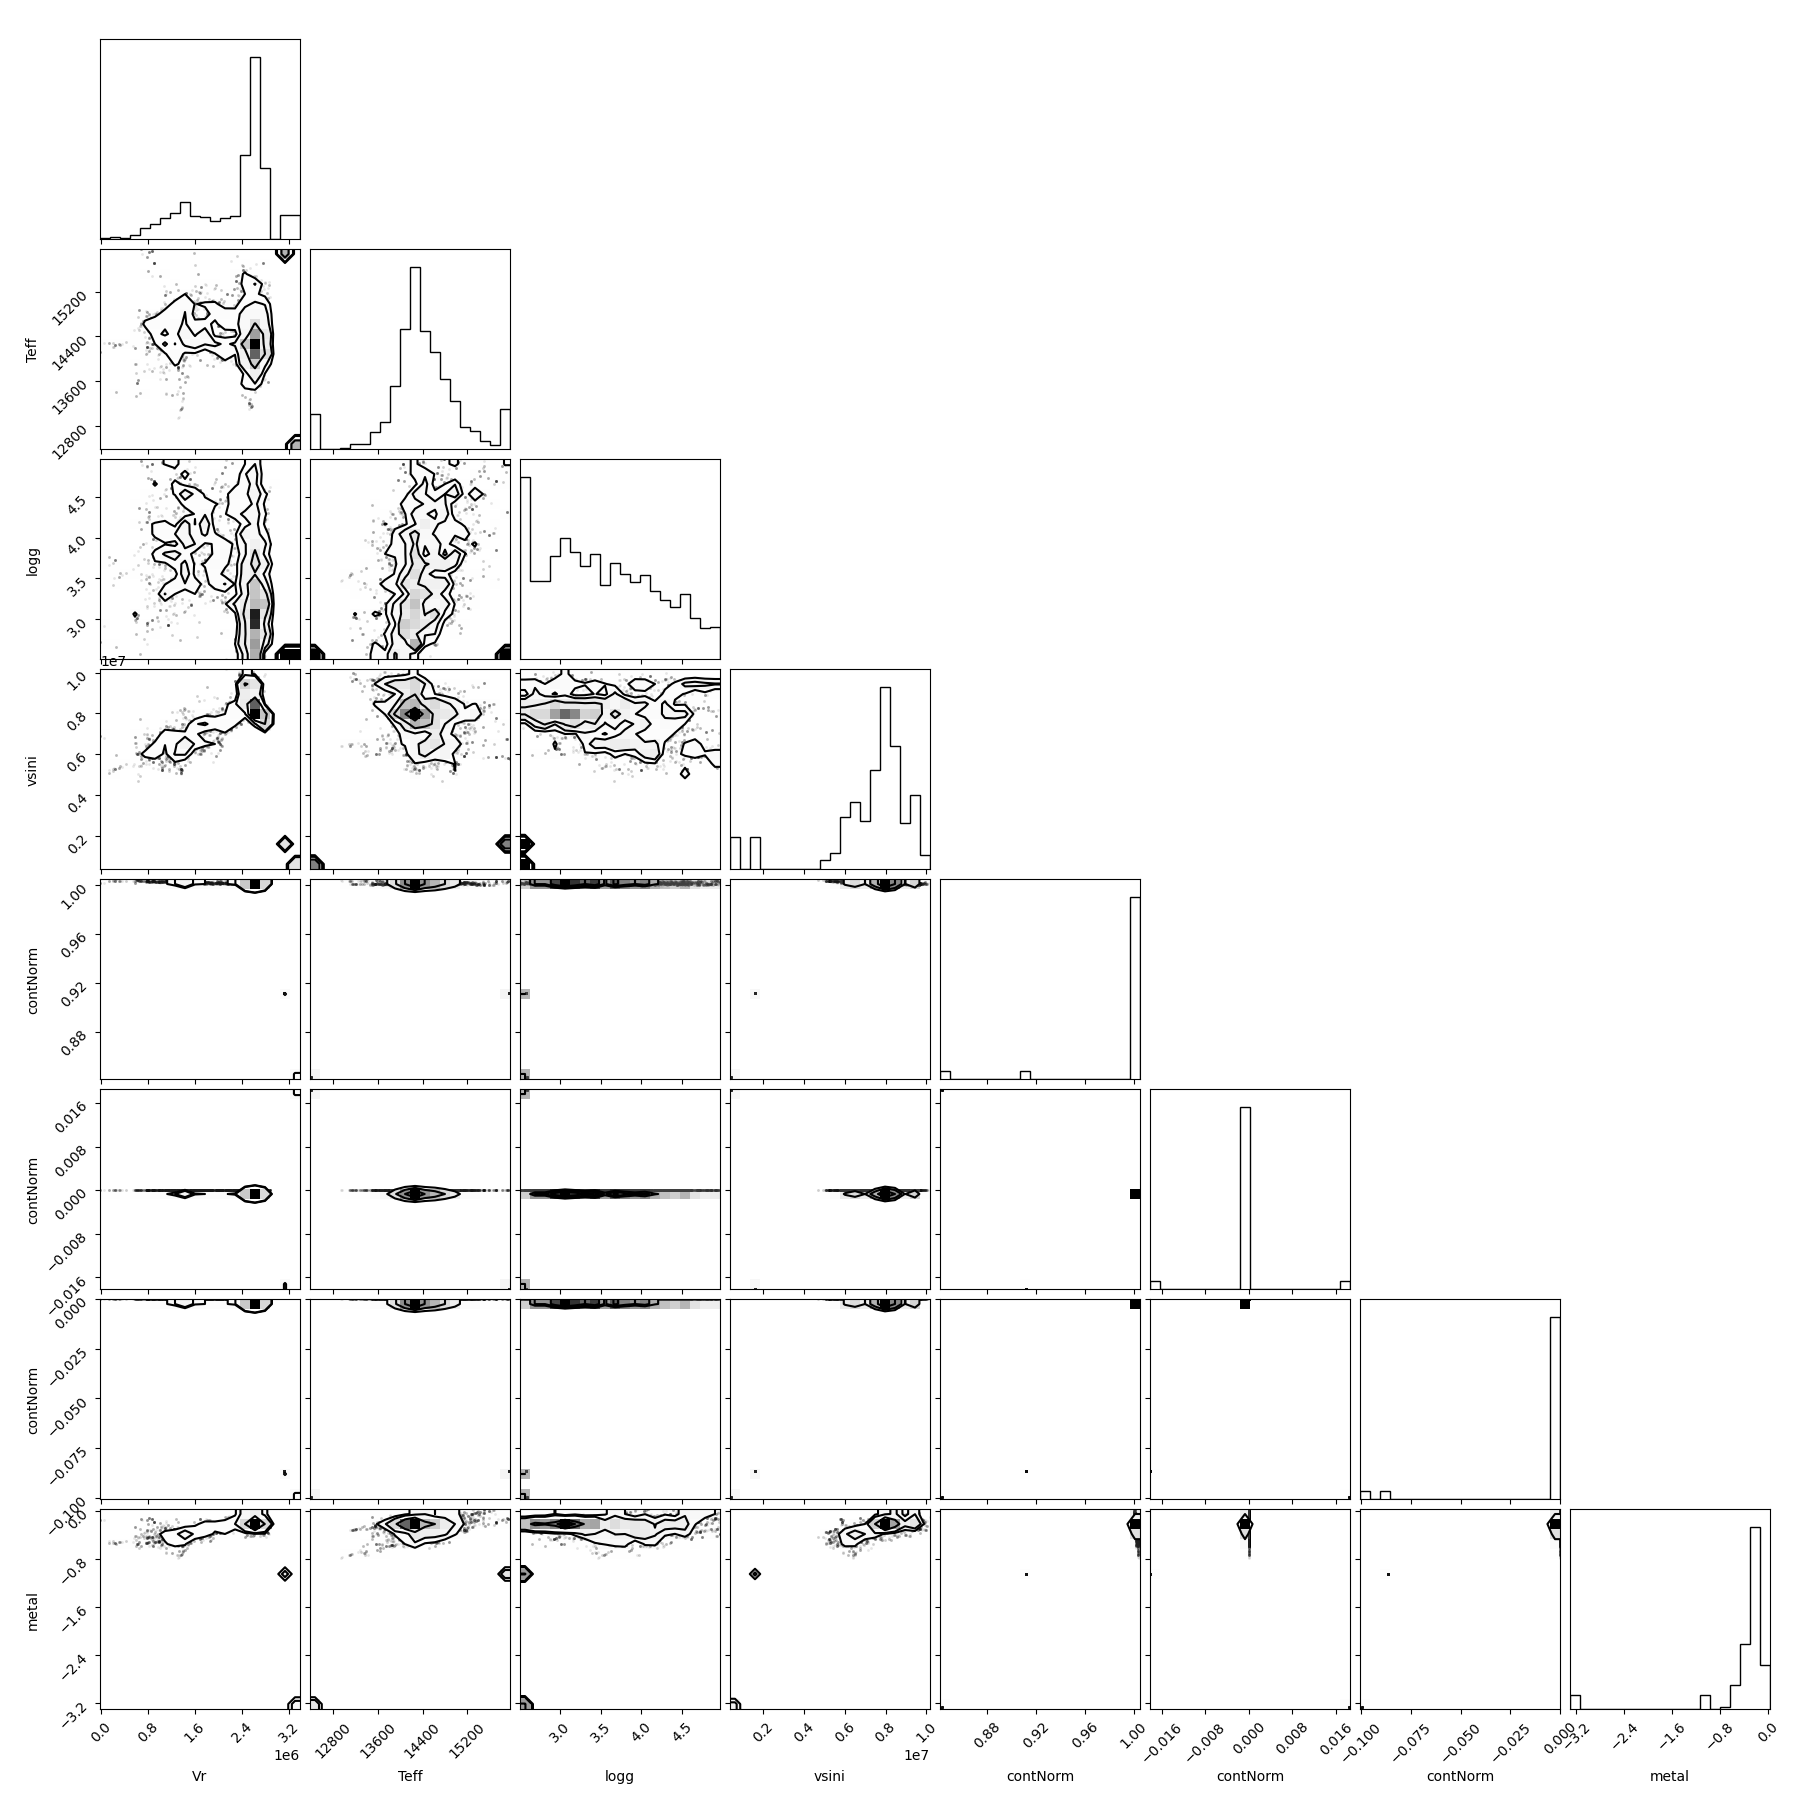 15200
14400
13600
12800
Teff
4.5
4.0
3.5
3.0
logg
1e7
1.0
0.8
0.6
0.4
0.2
vsini
1.00
0.96
0.92
0.88
contNorm
0.016
0.008
0.000
−0.008
−0.016
contNorm
−0.000
−0.025
−0.050
−0.075
−0.100
contNorm
0.0
−0.8
−1.6
−2.4
−3.2
metal
0.0 0.8 1.6 2.4 3.2
1e6
Vr
12800 13600 14400 15200
Teff
3.0 3.5 4.0 4.5
logg
0.2 0.4 0.6 0.8 1.0
1e7
vsini
0.88 0.92 0.96 1.00
contNorm
−0.016 −0.008 0.000 0.008 0.016
contNorm
−0.100 −0.075 −0.050 −0.025 0.000
contNorm
−3.2 −2.4 −1.6 −0.8 0.0
metal